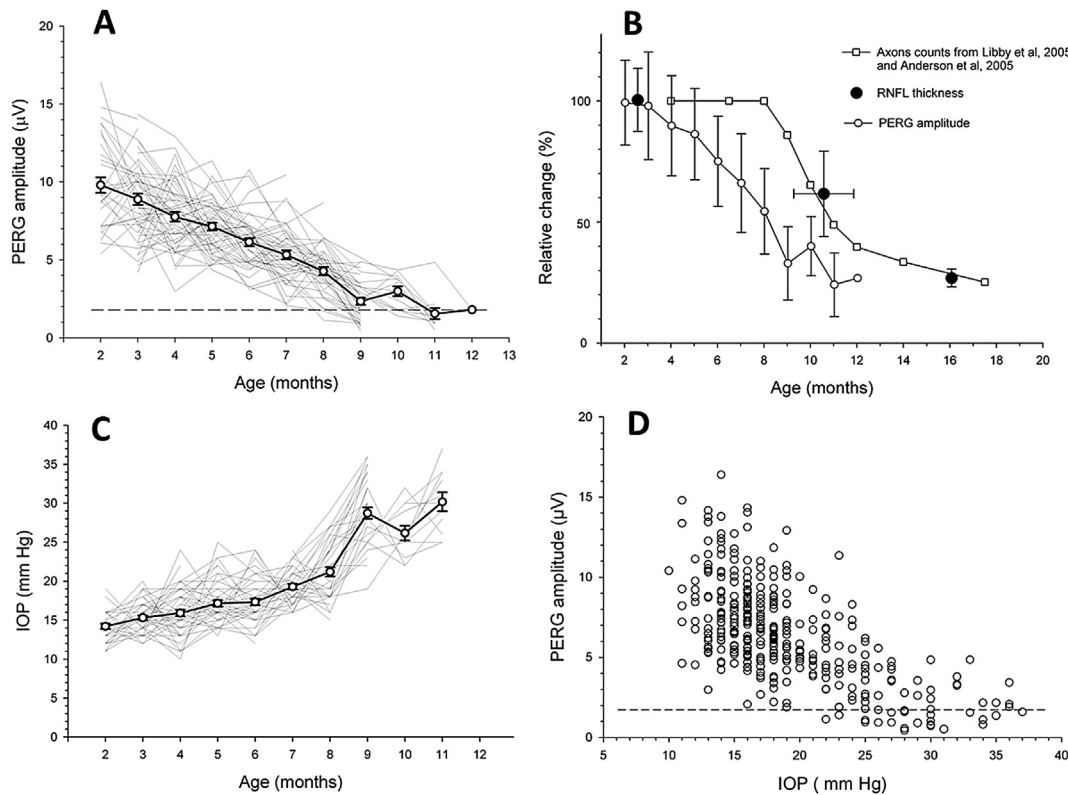 A
PERG amplitude (µV)
20
15
10
5
0
2 3 4 5 6 7 8 9 10 11 12 13
Age (months)
B
Relative change (%)
100
50
0
2 4 6 8 10 12 14 16 18 20
Age (months)
Axons counts from Libby et al, 2005
and Anderson et al, 2005
RNFL thickness
PERG amplitude
C
IOP (mm Hg)
40
35
30
25
20
15
10
5
0
2 3 4 5 6 7 8 9 10 11 12
Age (months)
D
PERG amplitude (µV)
20
15
10
5
0
5 10 15 20 25 30 35 40
IOP ( mm Hg)